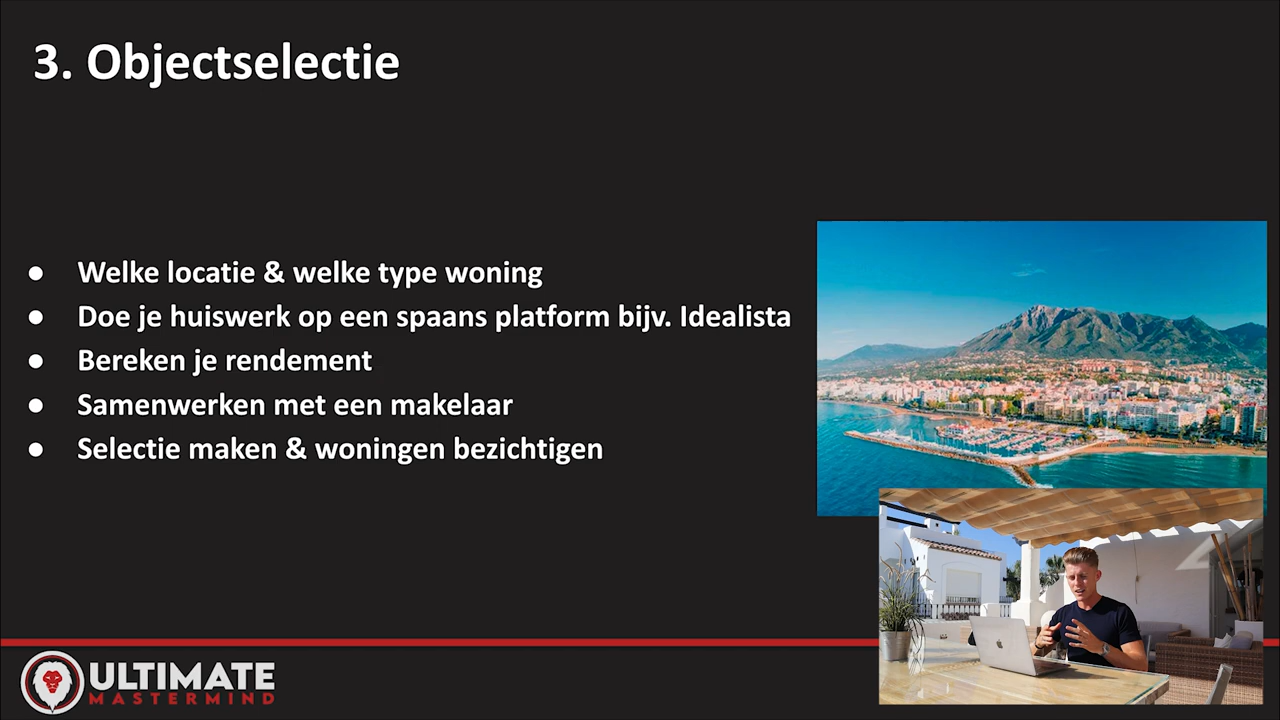 3. Objectselectie
● Welke locatie & welke type woning
● Doe je huiswerk op een spaans platform bijv. Idealista
● Bereken je rendement
● Samenwerken met een makelaar
● Selectie maken & woningen bezichtigen
ULTIMATE
MASTERMIND